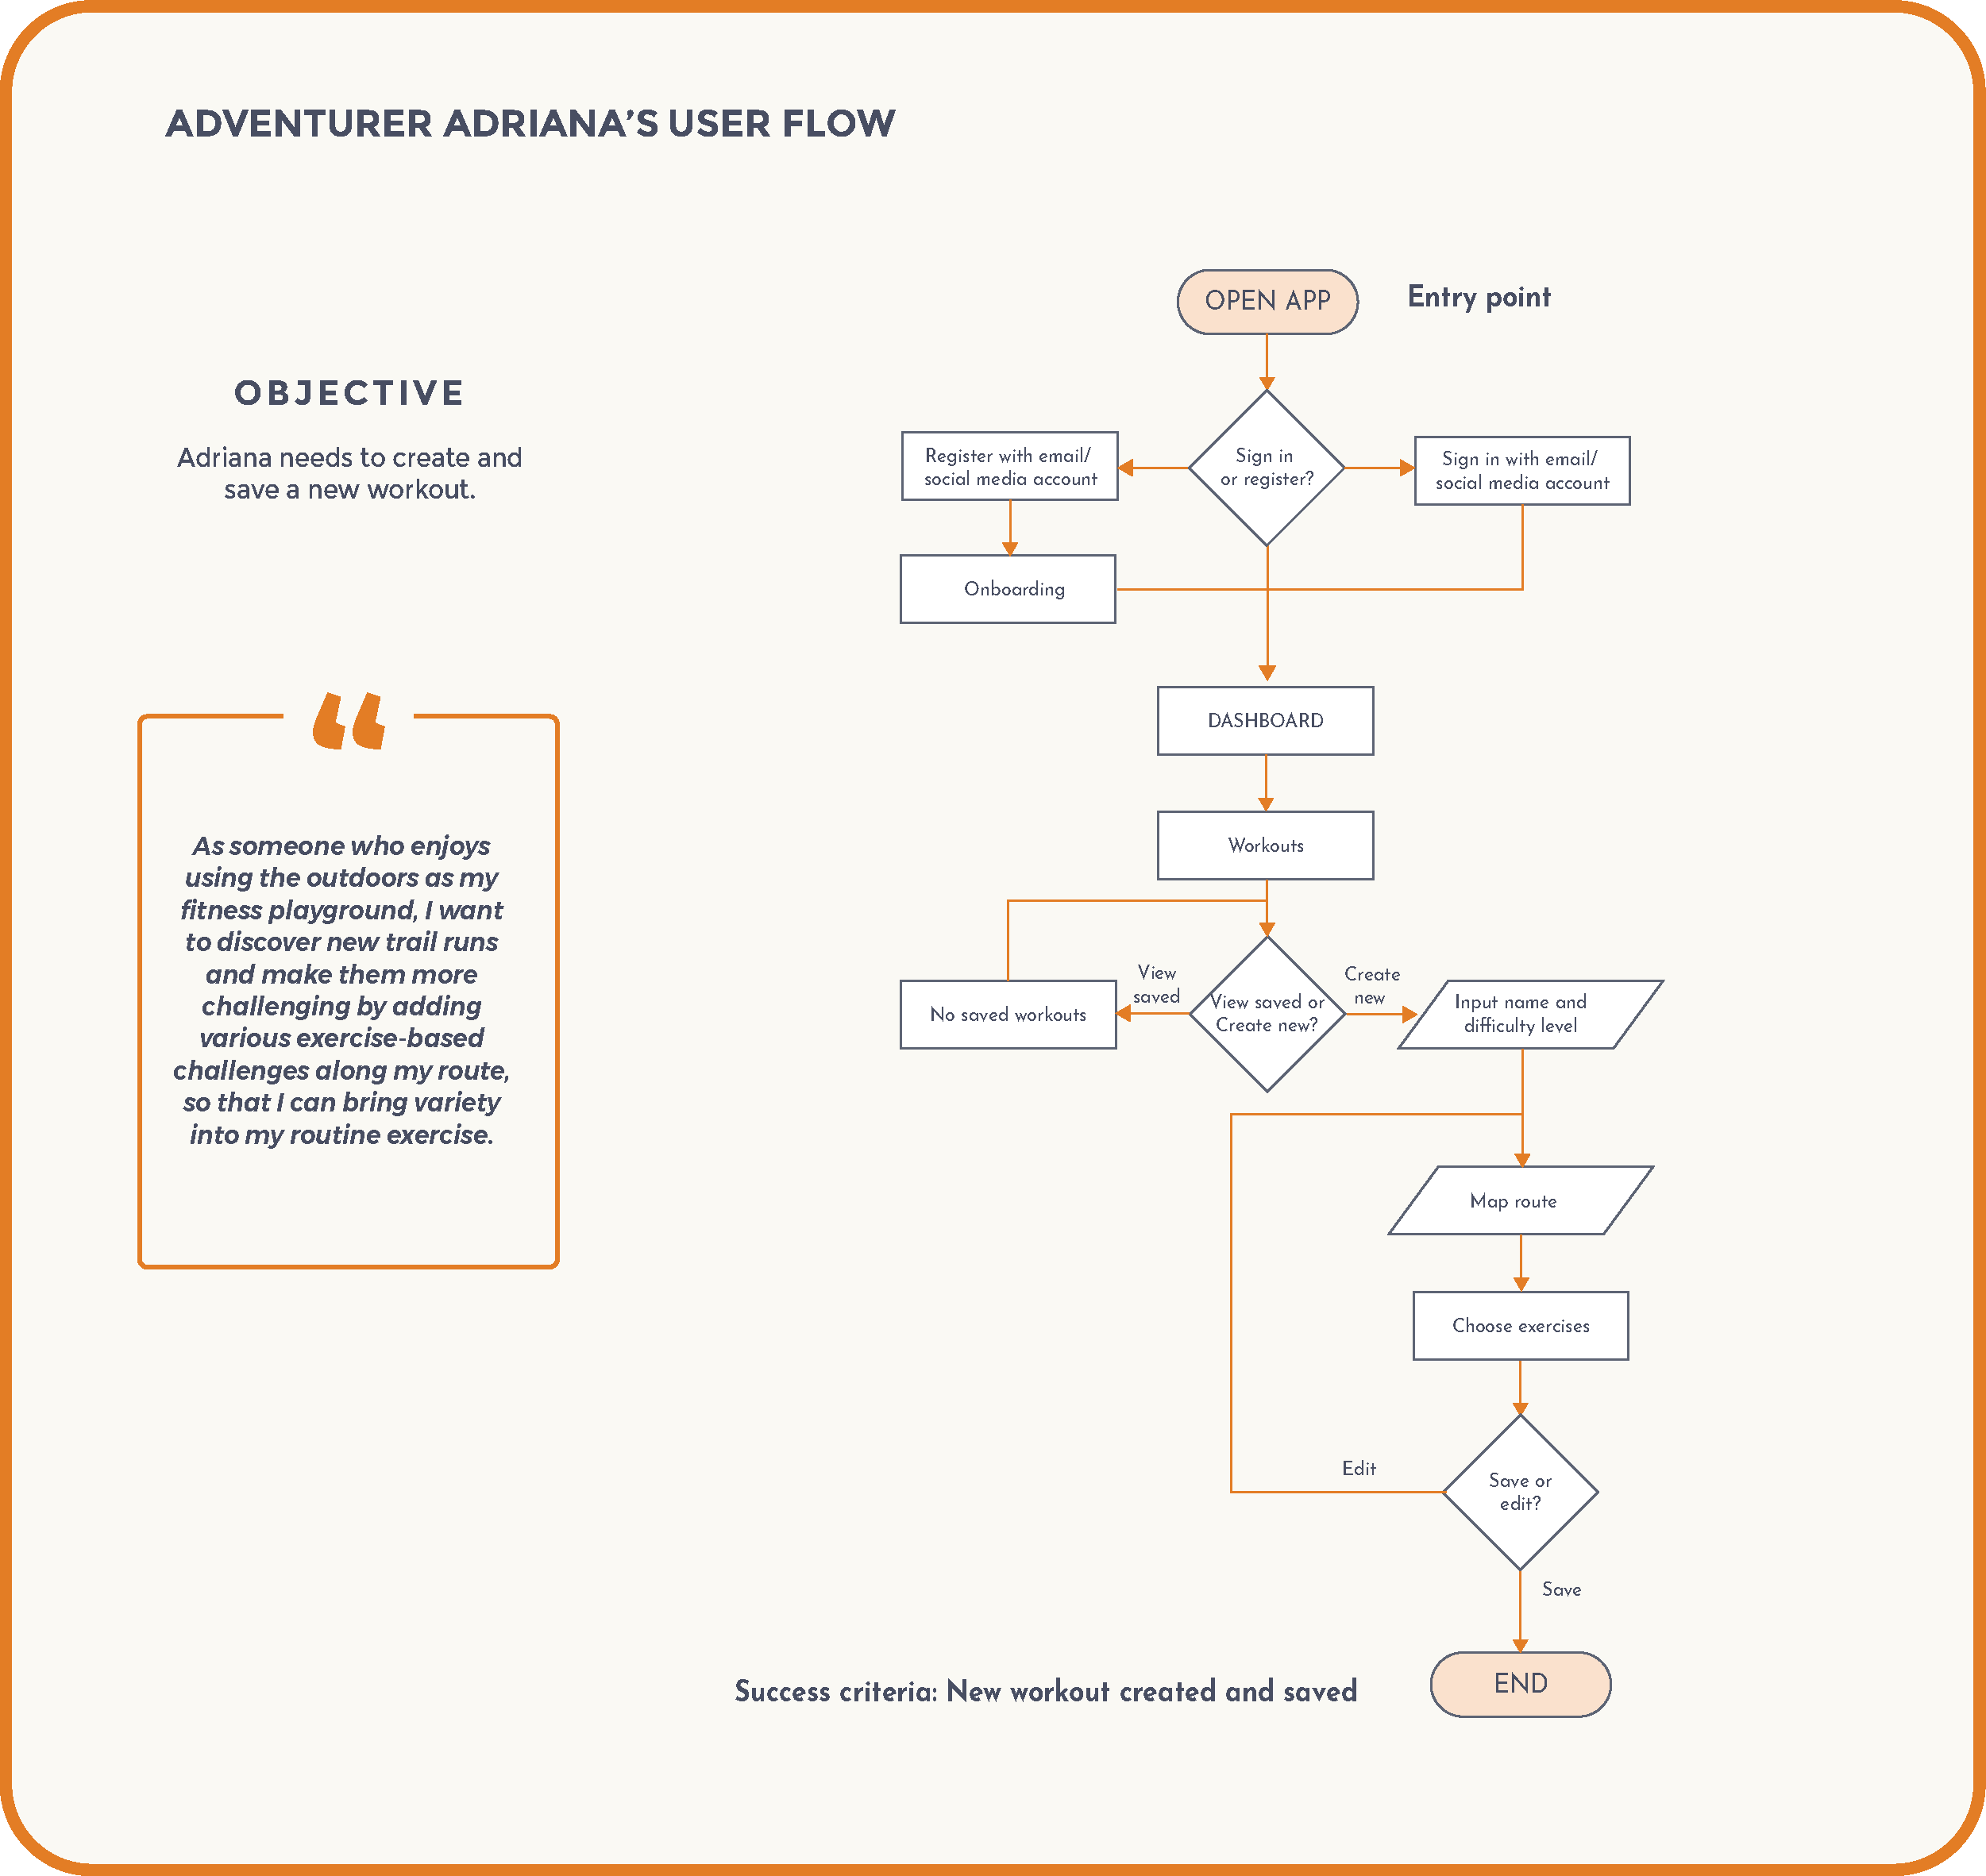 ADVENTURER ADRIANA'S USER FLOW
OBJECTIVE
Adriana needs to create and
save a new workout.
“
As someone who enjoys
using the outdoors as my
fitness playground, I want
to discover new trail runs
and make them more
challenging by adding
various exercise-based
challenges along my route,
so that I can bring variety
into my routine exercise.
OPEN APP
Entry point
Sign in
or register?
Register with email/
social media account
Sign in with email/
social media account
Onboarding
DASHBOARD
Workouts
View saved or
Create new?
View
saved
No saved workouts
Create
new
Input name and
difficulty level
Map route
Choose exercises
Save or
edit?
Edit
Save
END
Success criteria: New workout created and saved